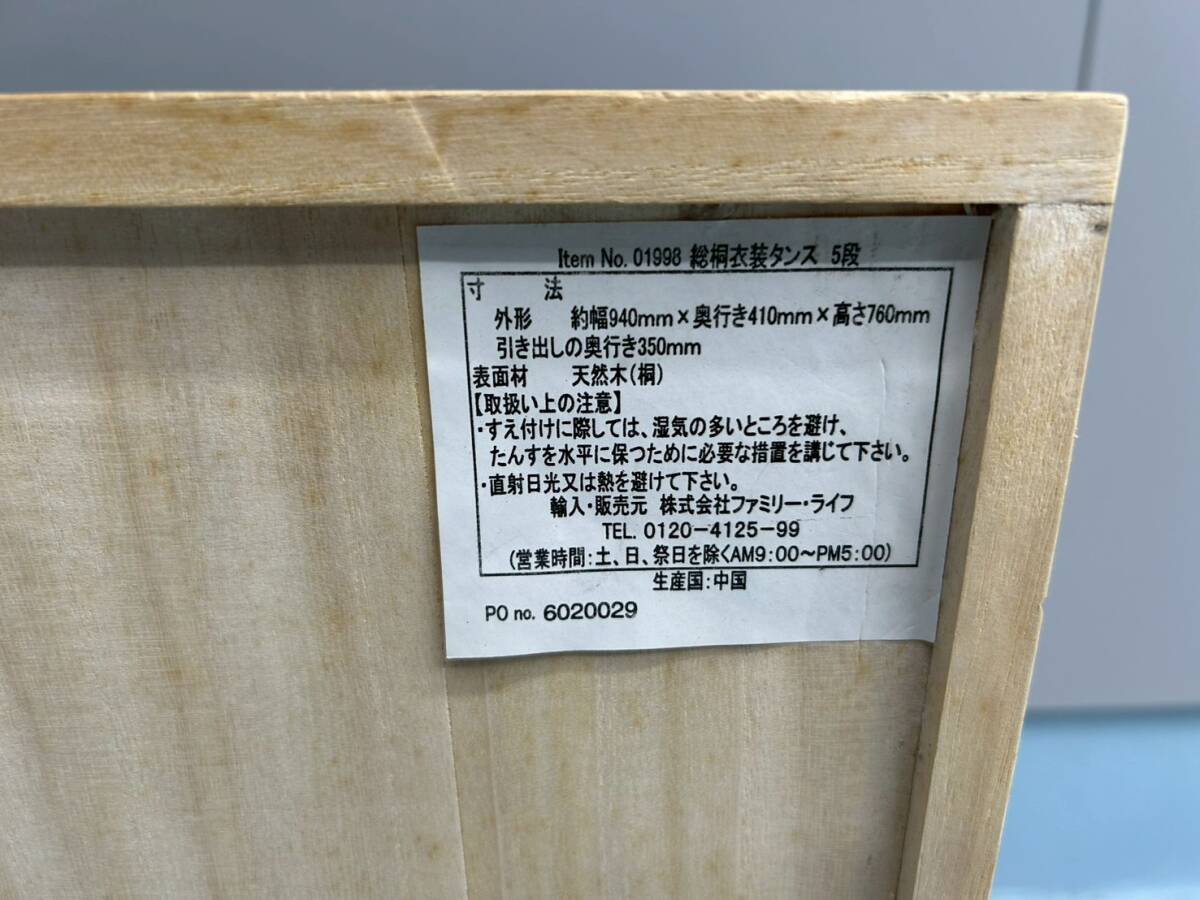 Item No. 01998 総桐衣装タンス 5段
寸 法
外形 約幅940mm×奥行き410mm×高さ760mm
引き出しの奥行き350mm
表面材 天然木(桐)
【取扱い上の注意】
・すえ付けに際しては、湿気の多いところを避け、
たんすを水平に保つために必要な措置を講じて下さい。
・直射日光又は熱を避けて下さい。
輸入・販売元 株式会社ファミリー・ライフ
TEL. 0120-4125-99
(営業時間:土、日、祭日を除くAM9:00～PM5:00)
生産国:中国
PO no. 6020029